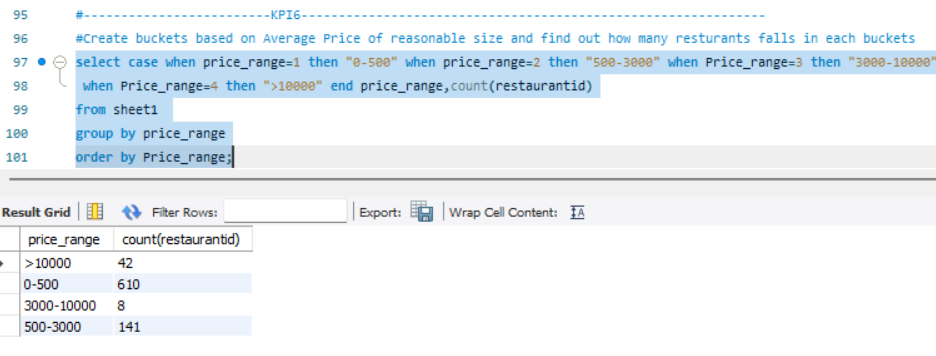 95 #-----------------------KPI6---------------------------------------------------------
96 #Create buckets based on Average Price of reasonable size and find out how many resturants falls in each buckets
97 select case when price_range=1 then "0-500" when price_range=2 then "500-3000" when Price_range=3 then "3000-10000"
98 when Price_range=4 then ">10000" end price_range,count(restaurantid)
99 from sheet1
100 group by price_range
101 order by Price_range;
Result Grid Filter Rows: Export: Wrap Cell Content:
price_range count(restaurantid)
>10000 42
0-500 610
3000-10000 8
500-3000 141